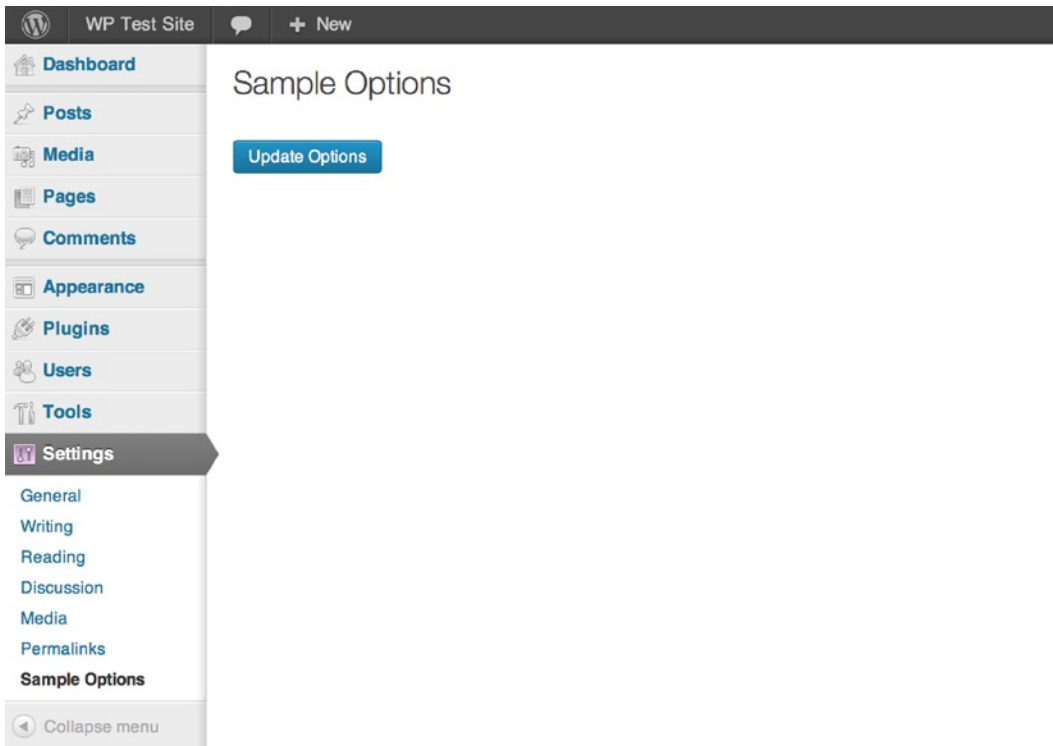 WP Test Site
New
Dashboard
Posts
Media
Pages
Comments
Appearance
Plugins
Users
Tools
Settings
General
Writing
Reading
Discussion
Media
Permalinks
Sample Options
Collapse menu
Sample Options
Update Options